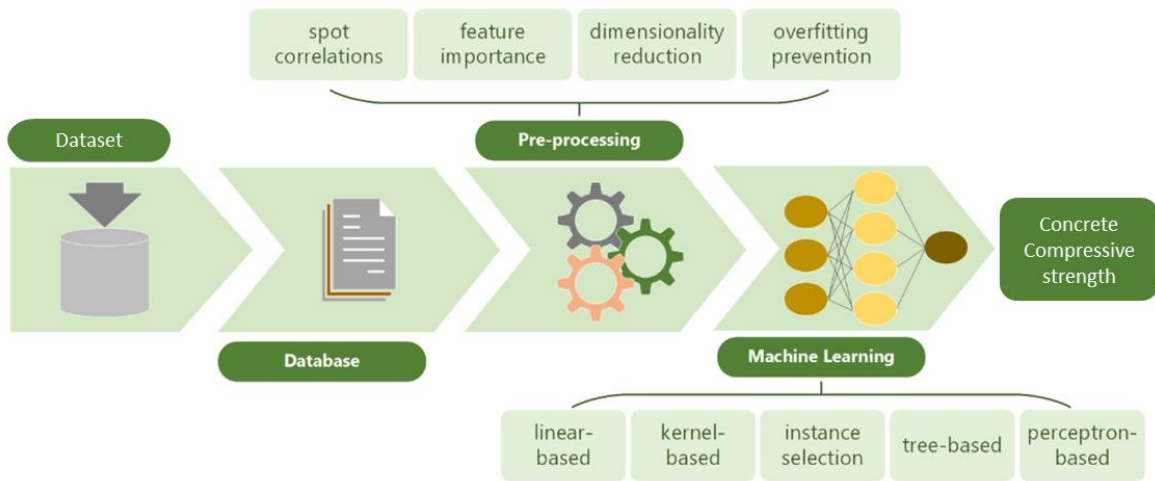 spot
correlations
feature
importance
dimensionality
reduction
overfitting
prevention
Pre-processing
Dataset
Concrete
Compressive
strength
Database
Machine Learning
linear-
based
kernel-
based
instance
selection
tree-based
perceptron-
based